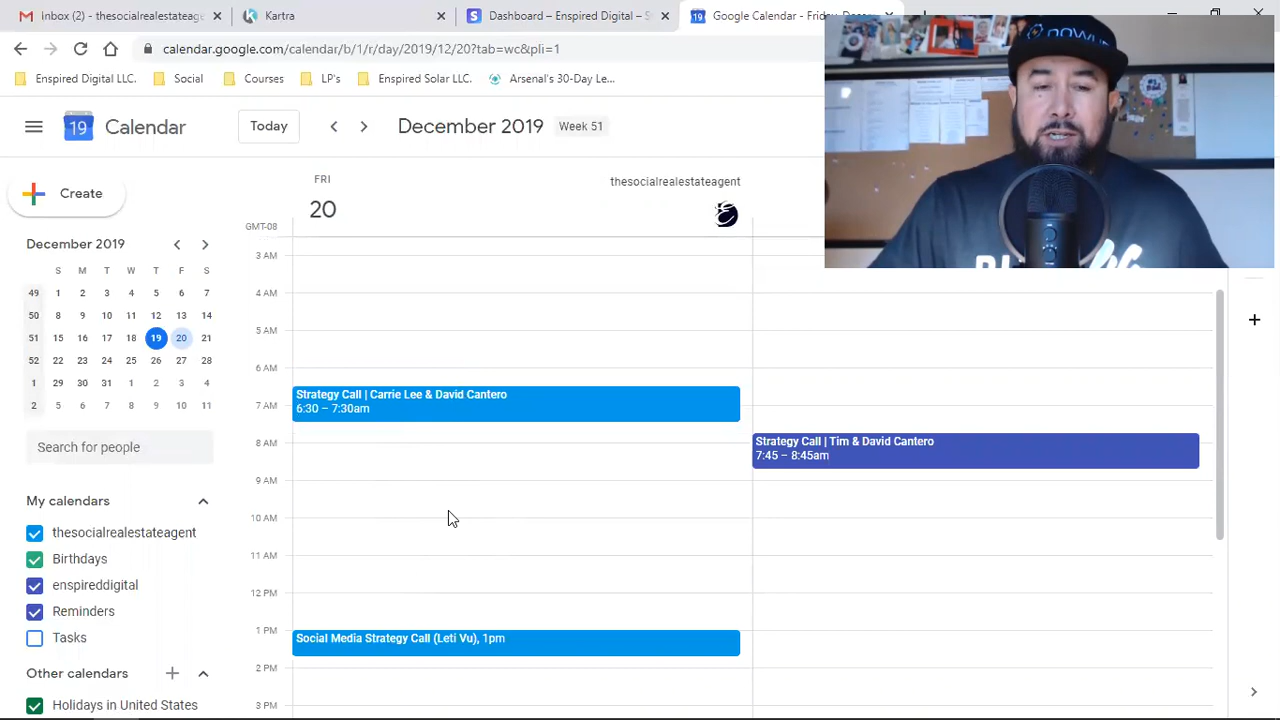 Inbox - thesocialrealesteag
Kartra
Dashboard – Enspired Digital – S
Google Calendar - Friday, Dece
calendar.google.com/calendar/b/1/r/day/2019/12/20?tab=wc&pli=1
Enspired Digital LLC.
Social
Courses
LP's
Enspired Solar LLC.
Arsenal's 30-Day Le...
19
Calendar
Today
December 2019
Week 51
Create
FRI
20
thesocialrealestateagent
GMT-08
December 2019
S M T W T F S
49 1 2 3 4 5 6 7
50 8 9 10 11 12 13 14
51 15 16 17 18 19 20 21
52 22 23 24 25 26 27 28
1 29 30 31 1 2 3 4
2 5 6 7 8 9 10 11
Search for people
My calendars
thesocialrealestateagent
Birthdays
enspireddigital
Reminders
Tasks
Other calendars
Holidays in United States
3 AM
4 AM
5 AM
6 AM
7 AM
8 AM
9 AM
10 AM
11 AM
12 PM
1 PM
2 PM
3 PM
Strategy Call | Carrie Lee & David Cantero
6:30 – 7:30am
Strategy Call | Tim & David Cantero
7:45 – 8:45am
Social Media Strategy Call (Leti Vu), 1pm